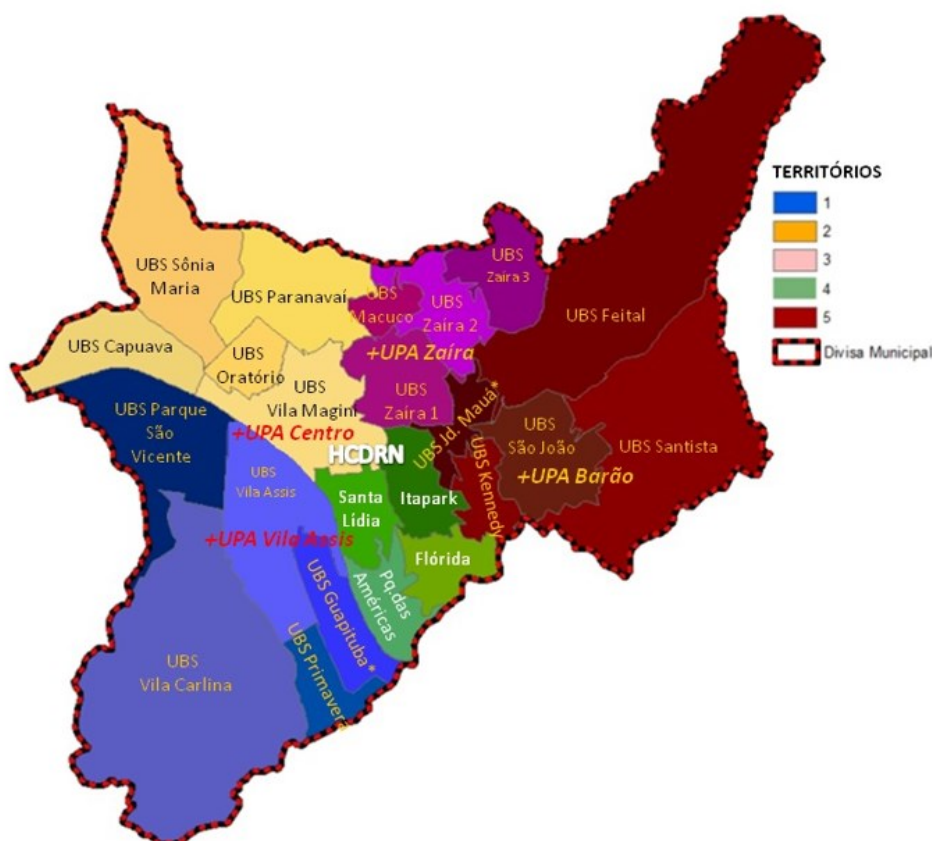 TERRITÓRIOS
1
2
3
4
5
Divisa Municipal
UBS Sônia
Maria
UBS Paranavaí
UBS
Macuco
UBS
Zaíra 2
UBS
Zaira 3
UBS Feital
UBS Capuava
UBS
Oratório
+UPA Zaíra
UBS
Vila Magini
UBS
Zaíra 1
UBS Jd. Mauá*
UBS Parque
São
Vicente
+UPA Centro
HCDRN
UBS Kennedy
UBS
São João
UBS Santista
+UPA Barão
UBS
Vila Assis
Santa
Lídia
Itapark
+UPA Vila Assis
Flórida
UBS Guapituba*
Pq.das
Américas
UBS Primavera
UBS
Vila Carlina